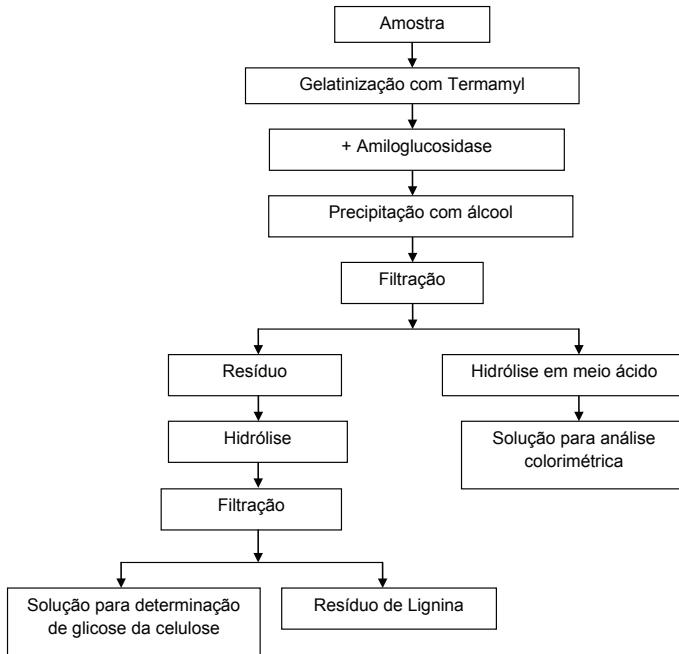 Amostra
Gelatinização com Termamyl
+ Amiloglucosidase
Precipitação com álcool
Filtração
Resíduo
Hidrólise em meio ácido
Hidrólise
Solução para análise
colorimétrica
Filtração
Solução para determinação
de glicose da celulose
Resíduo de Lignina